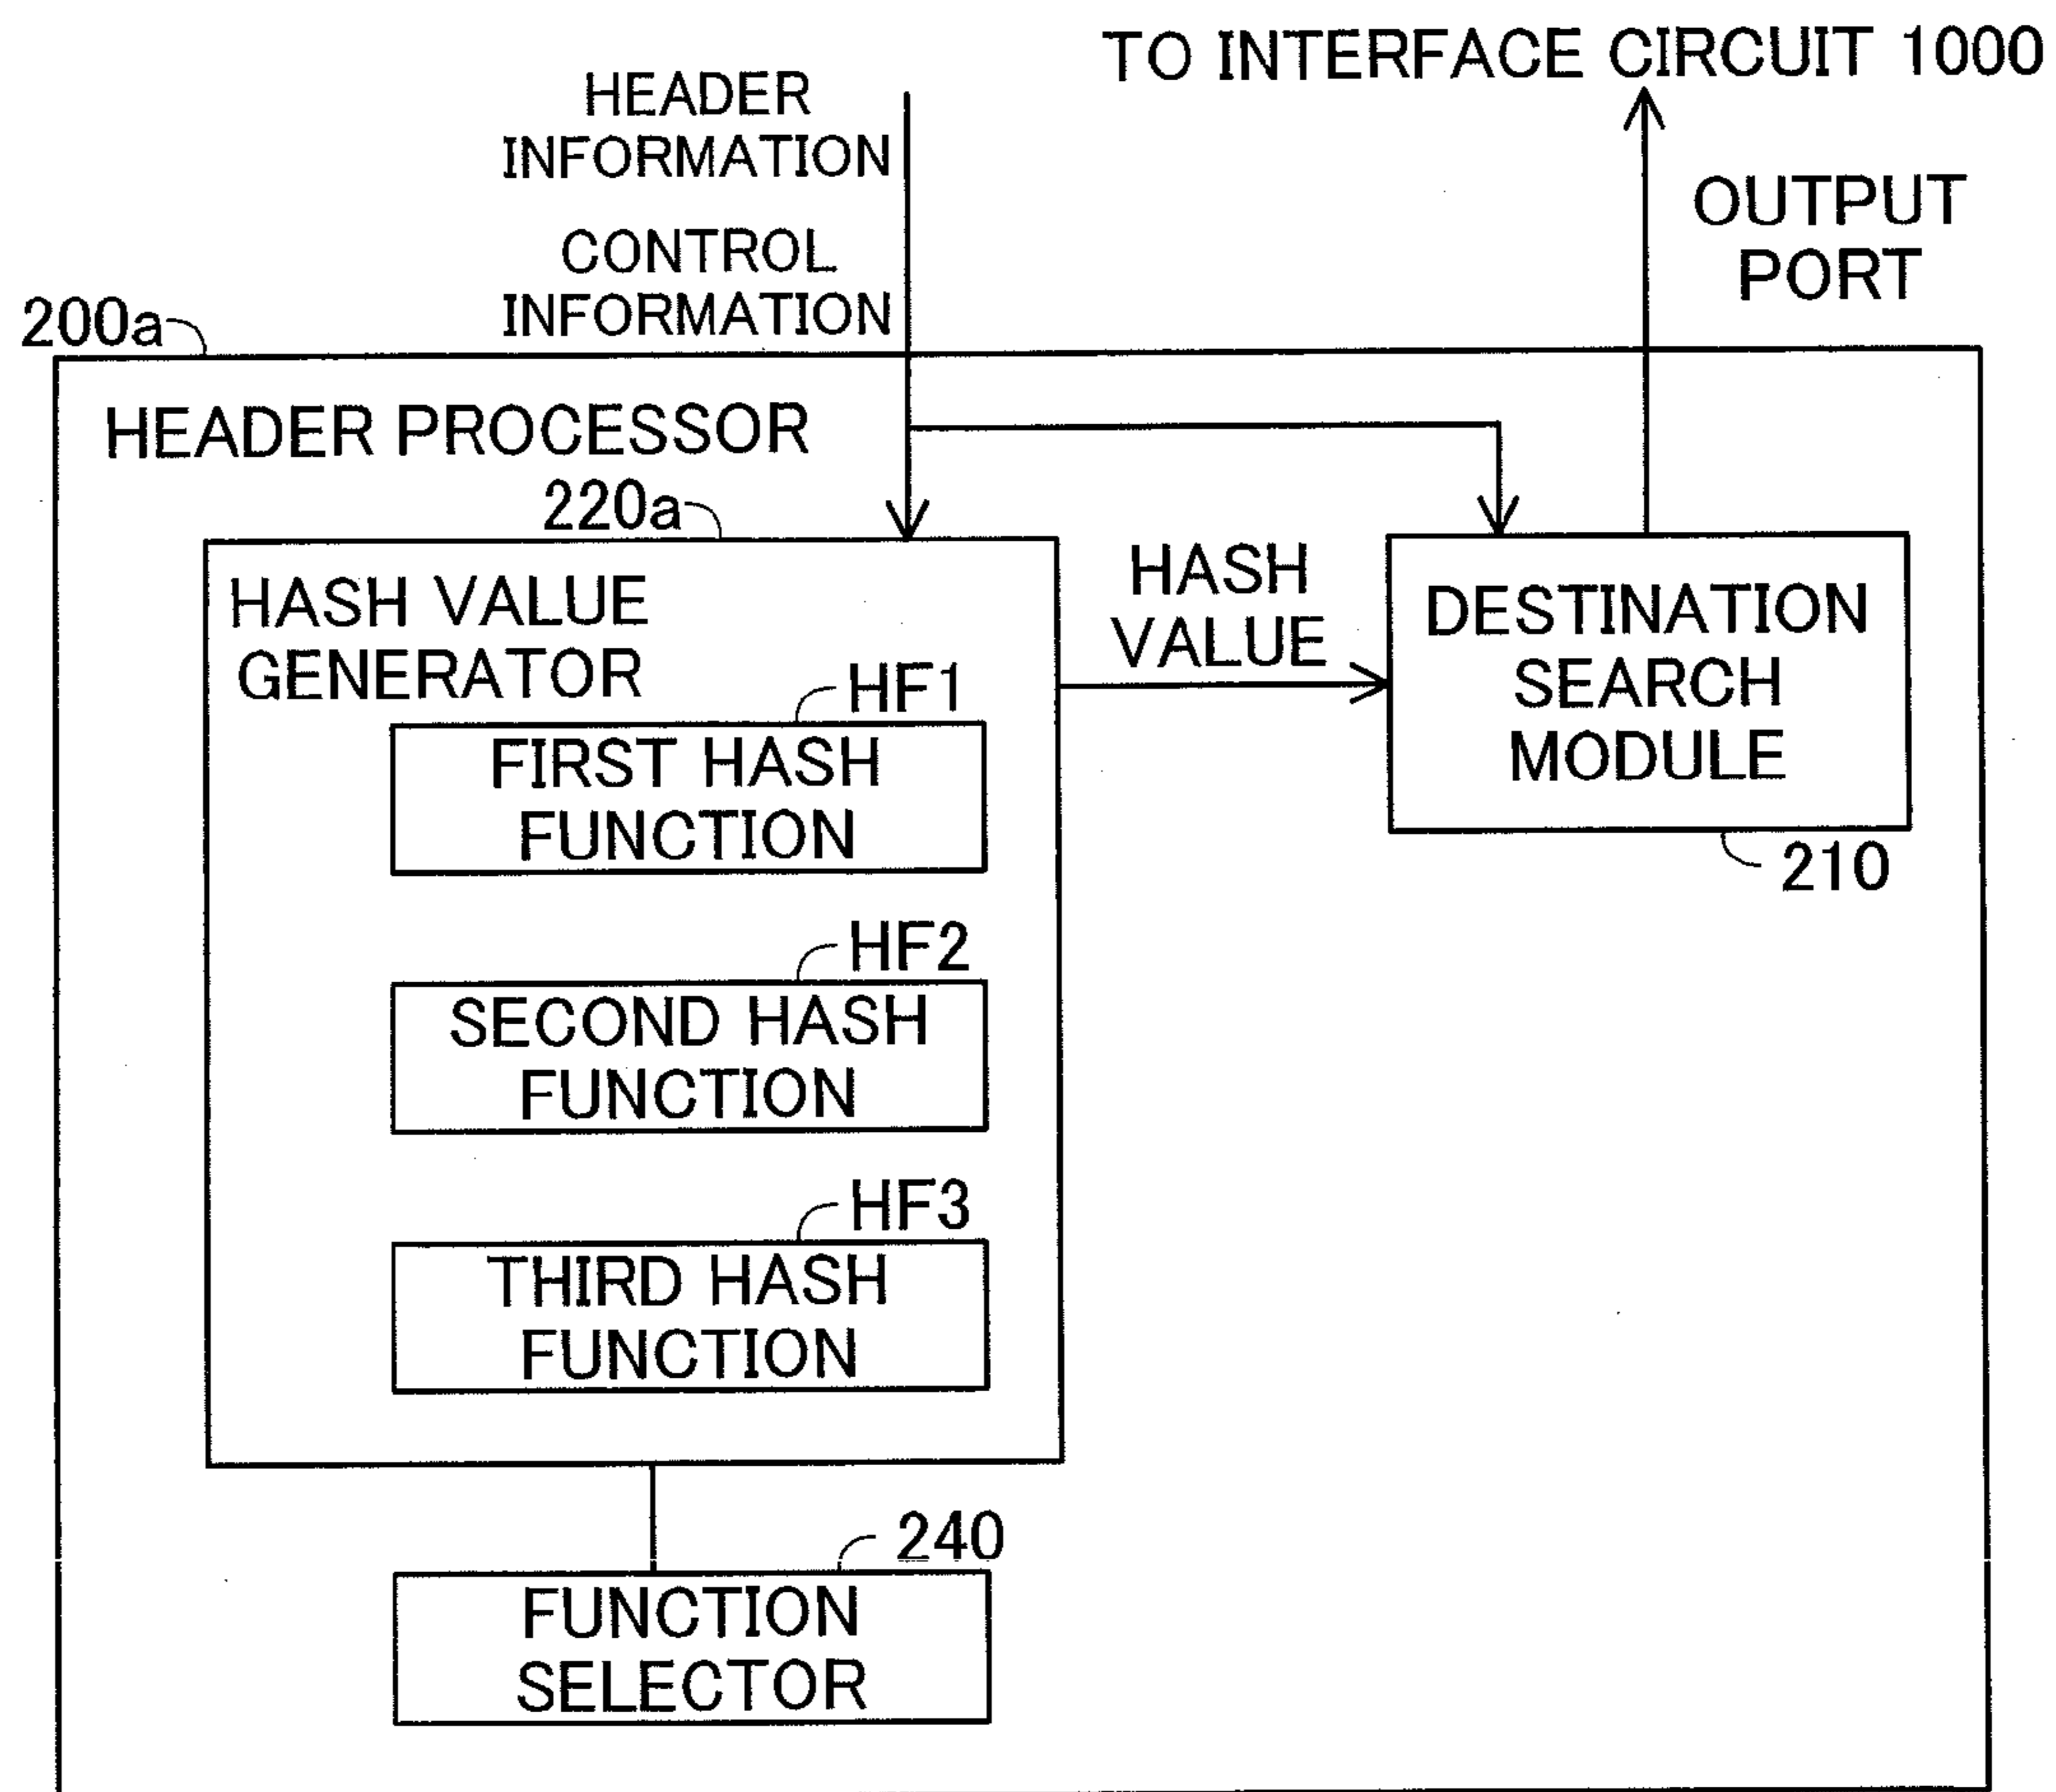 TO INTERFACE CIRCUIT 1000
HEADER
INFORMATION
CONTROL
INFORMATION
OUTPUT
PORT
200a
HEADER PROCESSOR
220a
HASH VALUE
GENERATOR
HASH
VALUE
DESTINATION
SEARCH
MODULE
210
HF1
FIRST HASH
FUNCTION
HF2
SECOND HASH
FUNCTION
HF3
THIRD HASH
FUNCTION
240
FUNCTION
SELECTOR